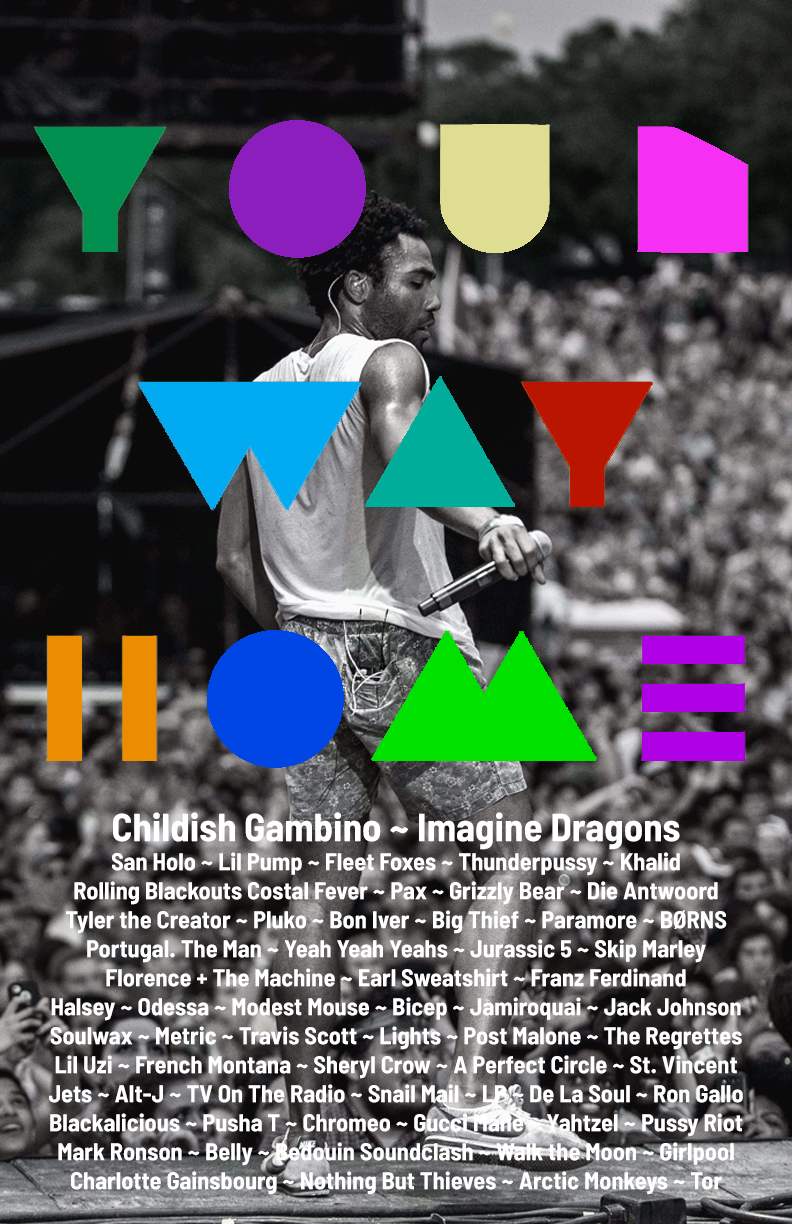 YOUR
WAY
HOME
Childish Gambino ~ Imagine Dragons
San Holo ~ Lil Pump ~ Fleet Foxes ~ Thunderpussy ~ Khalid
Rolling Blackouts Costal Fever ~ Pax ~ Grizzly Bear ~ Die Antwoord
Tyler the Creator ~ Pluko ~ Bon Iver ~ Big Thief ~ Paramore ~ BØRNS
Portugal. The Man ~ Yeah Yeah Yeahs ~ Jurassic 5 ~ Skip Marley
Florence + The Machine ~ Earl Sweatshirt ~ Franz Ferdinand
Halsey ~ Odessa ~ Modest Mouse ~ Bicep ~ Jamiroquai ~ Jack Johnson
Soulwax ~ Metric ~ Travis Scott ~ Lights ~ Post Malone ~ The Regrettes
Lil Uzi ~ French Montana ~ Sheryl Crow ~ A Perfect Circle ~ St. Vincent
Jets ~ Alt-J ~ TV On The Radio ~ Snail Mail ~ LP ~ De La Soul ~ Ron Gallo
Blackalicious ~ Pusha T ~ Chromeo ~ Gucci Mane ~ Yahtzel ~ Pussy Riot
Mark Ronson ~ Belly ~ Bedouin Soundclash ~ Walk the Moon ~ Girlpool
Charlotte Gainsbourg ~ Nothing But Thieves ~ Arctic Monkeys ~ Tor